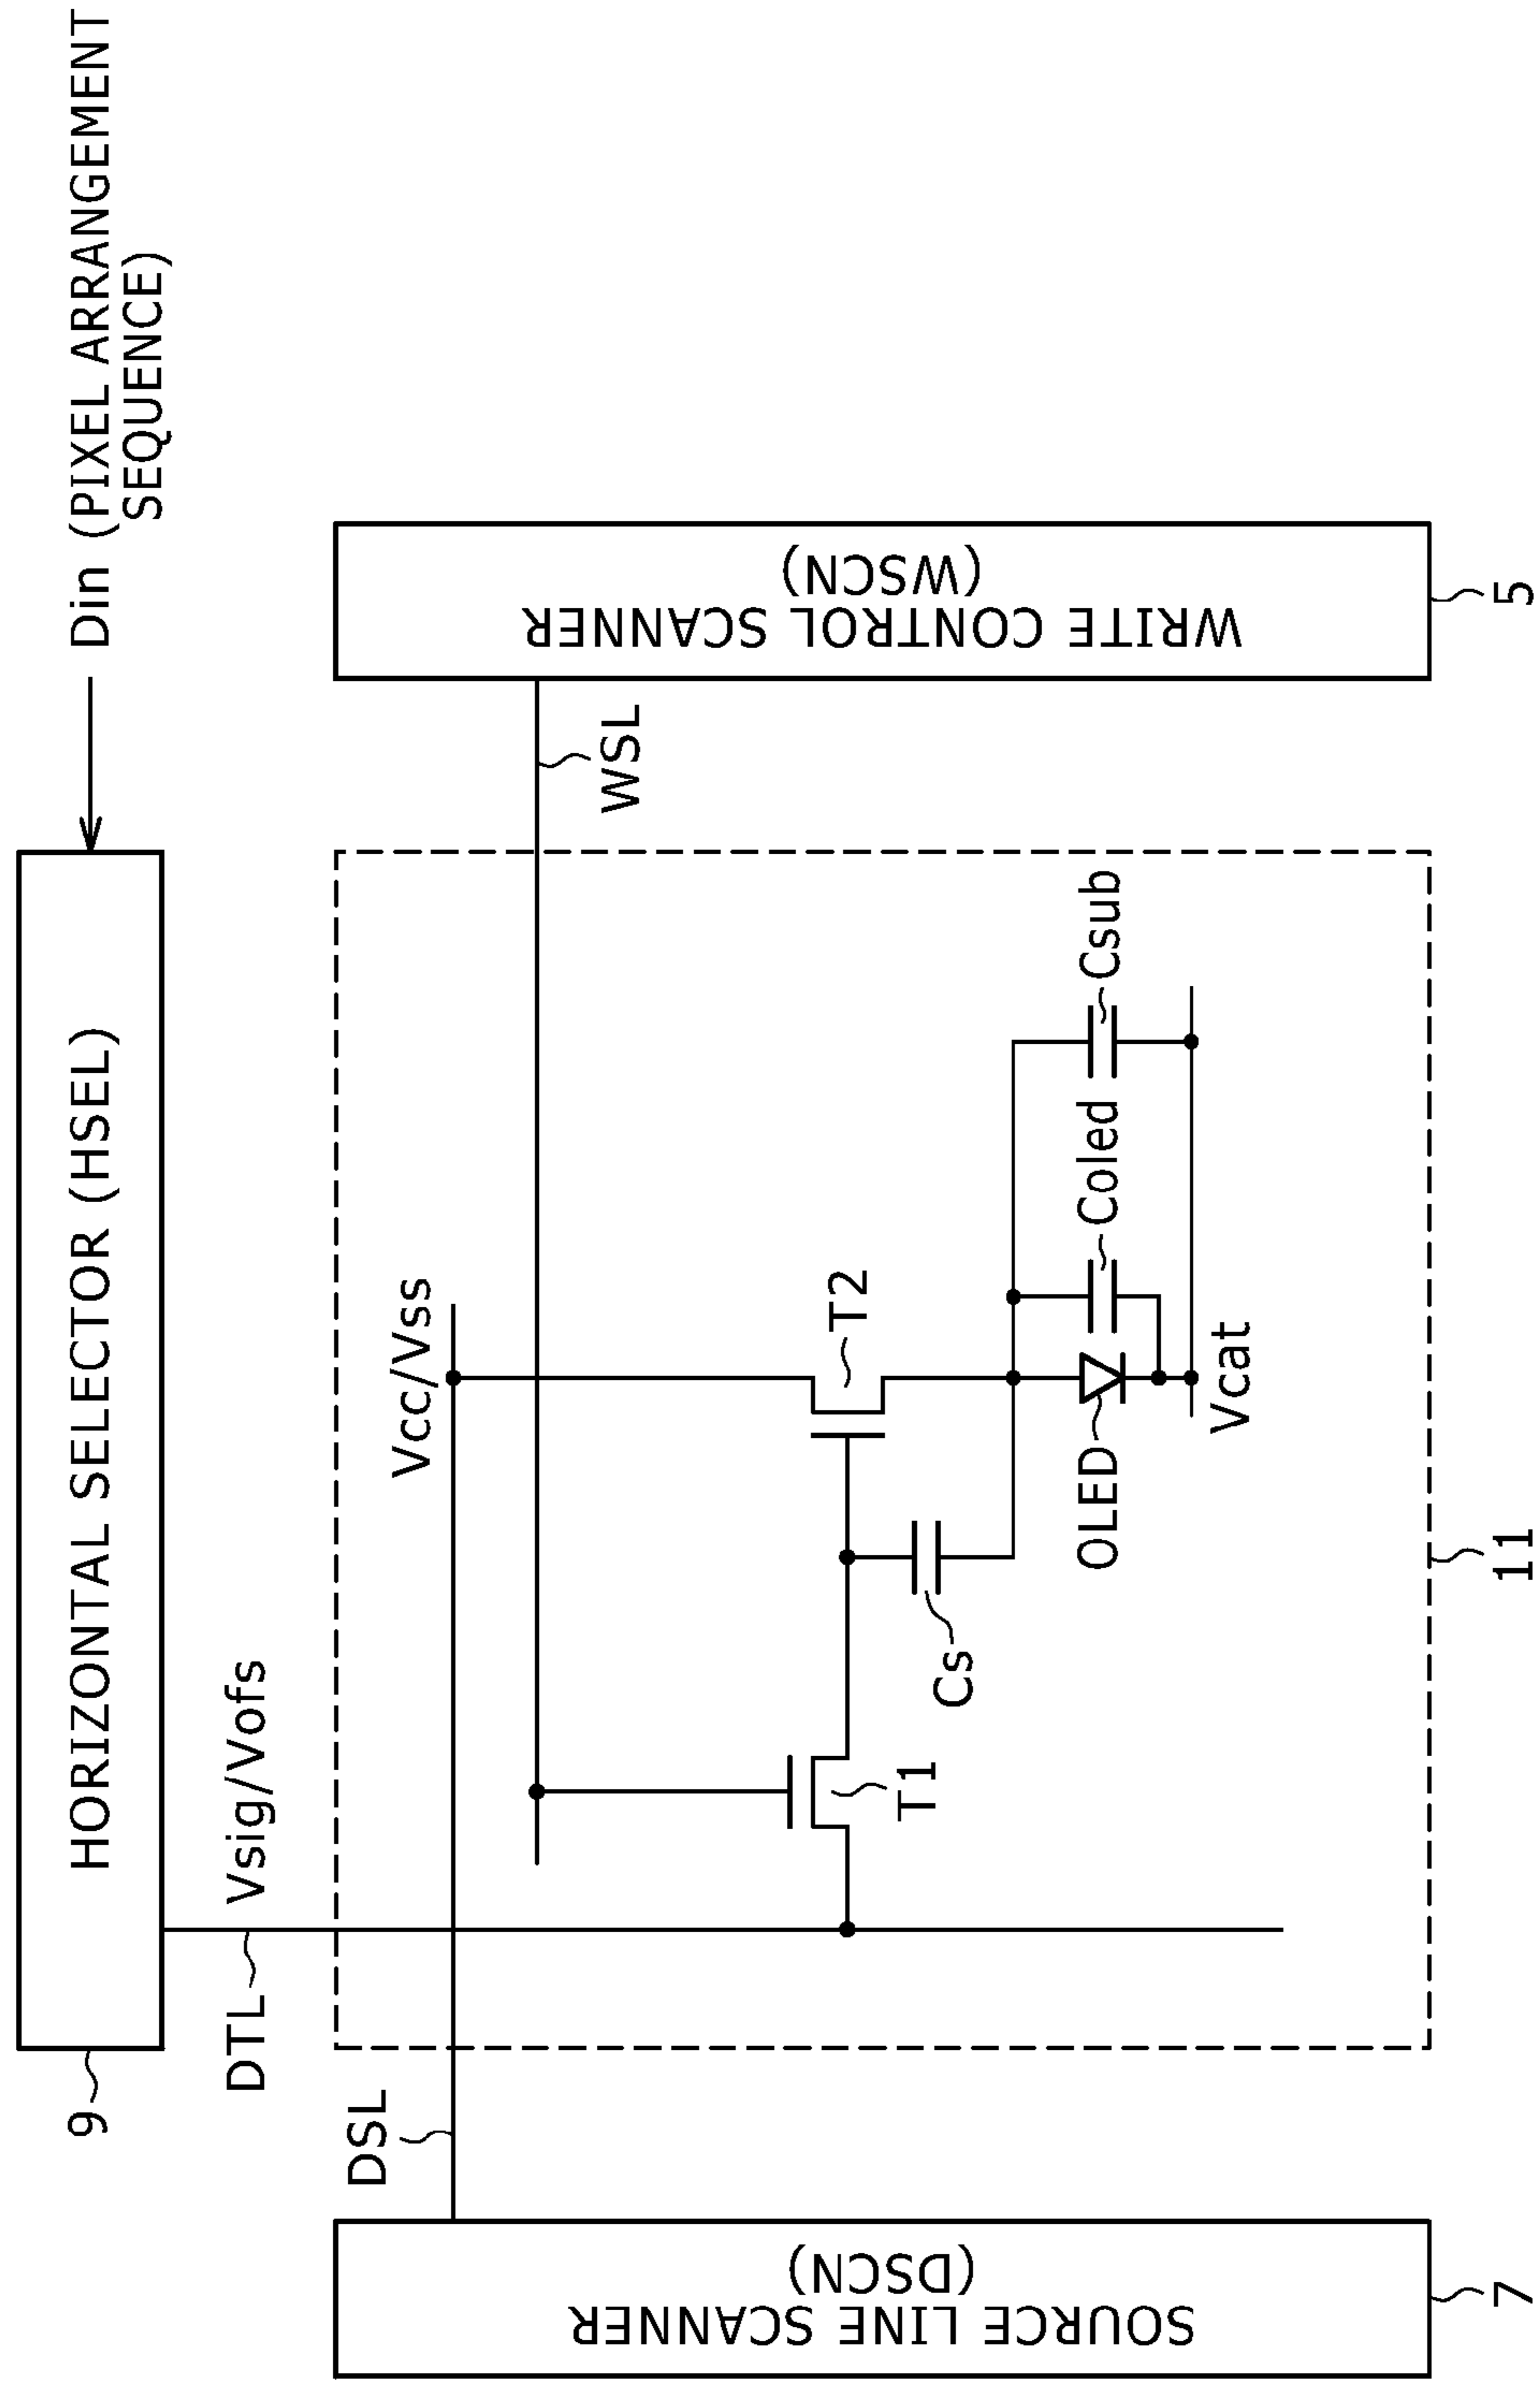 Din (PIXEL ARRANGEMENT
SEQUENCE)
9
HORIZONTAL SELECTOR (HSEL)
DTL
Vsig/Vofs
DSL
Vcc/Vss
WSL
SOURCE LINE SCANNER
(DSCN)
WRITE CONTROL SCANNER
(WSCN)
T1
T2
Cs
OLED
Coled
Csub
Vcat
7
11
5